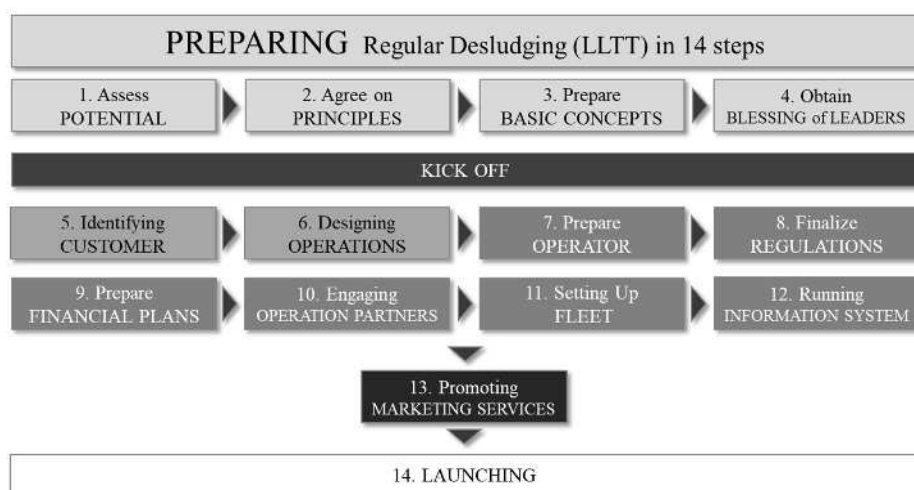 PREPARING Regular Desludging (LLTT) in 14 steps
1. Assess
POTENTIAL
2. Agree on
PRINCIPLES
3. Prepare
BASIC CONCEPTS
4. Obtain
BLESSING of LEADERS
KICK OFF
5. Identifying
CUSTOMER
6. Designing
OPERATIONS
7. Prepare
OPERATOR
8. Finalize
REGULATIONS
9. Prepare
FINANCIAL PLANS
10. Engaging
OPERATION PARTNERS
11. Setting Up
FLEET
12. Running
INFORMATION SYSTEM
13. Promoting
MARKETING SERVICES
14. LAUNCHING